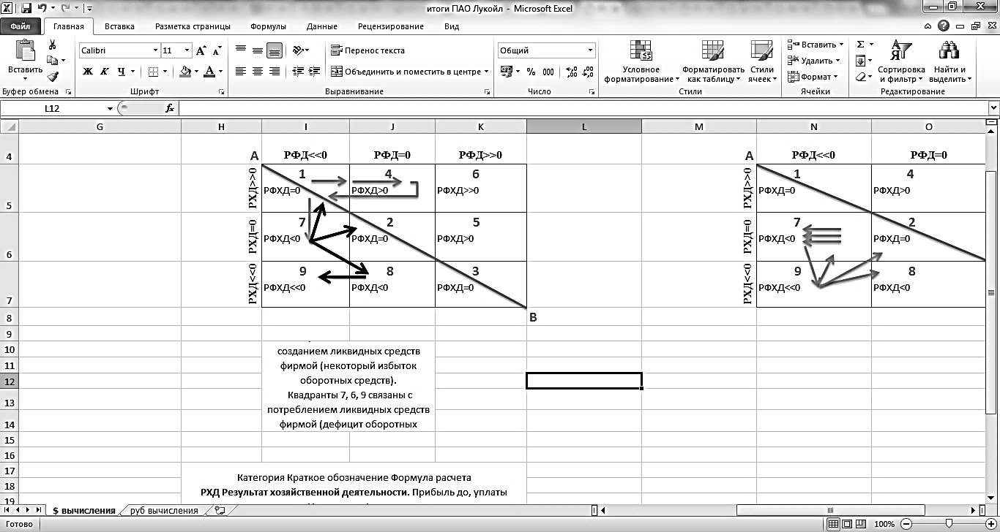 итоги ПАО Лукойл - Microsoft Excel
Файл
Главная
Вставка
Разметка страницы
Формулы
Данные
Рецензирование
Вид
Вставить
Буфер обмена
Calibri
11
Ж К Ч
Шрифт
Перенос текста
Объединить и поместить в центре
Выравнивание
Общий
% 000
Число
Условное форматирование
Форматировать как таблицу
Стили ячеек
Стили
Вставить
Удалить
Формат
Ячейки
Сортировка и фильтр
Найти и выделить
Редактирование
L12
fx
G H I J K L M N O
4 А РФД<<0 РФД=0 РФД>>0 А РФД<<0 РФД=0
РХД>>0 1 4 6 РХД>>0 1 4
5 РФХД=0 РФХД>0 РФХД>>0 РФХД=0 РФХД>0
РХД=0 7 2 5 РХД=0 7 2
6 РФХД<0 РФХД=0 РФХД>0 РФХД<0 РФХД=0
РХД<<0 9 8 3 РХД<<0 9 8
7 РФХД<<0 РФХД<0 РФХД=0 РФХД<<0 РФХД<0
8 В
9
10 созданием ликвидных средств
11 фирмой (некоторый избыток
12 оборотных средств).
13 Квадранты 7, 6, 9 связаны с
потреблением ликвидных средств
14 фирмой (дефицит оборотных
15
16
17 Категория Краткое обозначение Формула расчета
18 РХД Результат хозяйственной деятельности. Прибыль до, уплаты
19
$ вычисления
руб вычисления
Готово
100%